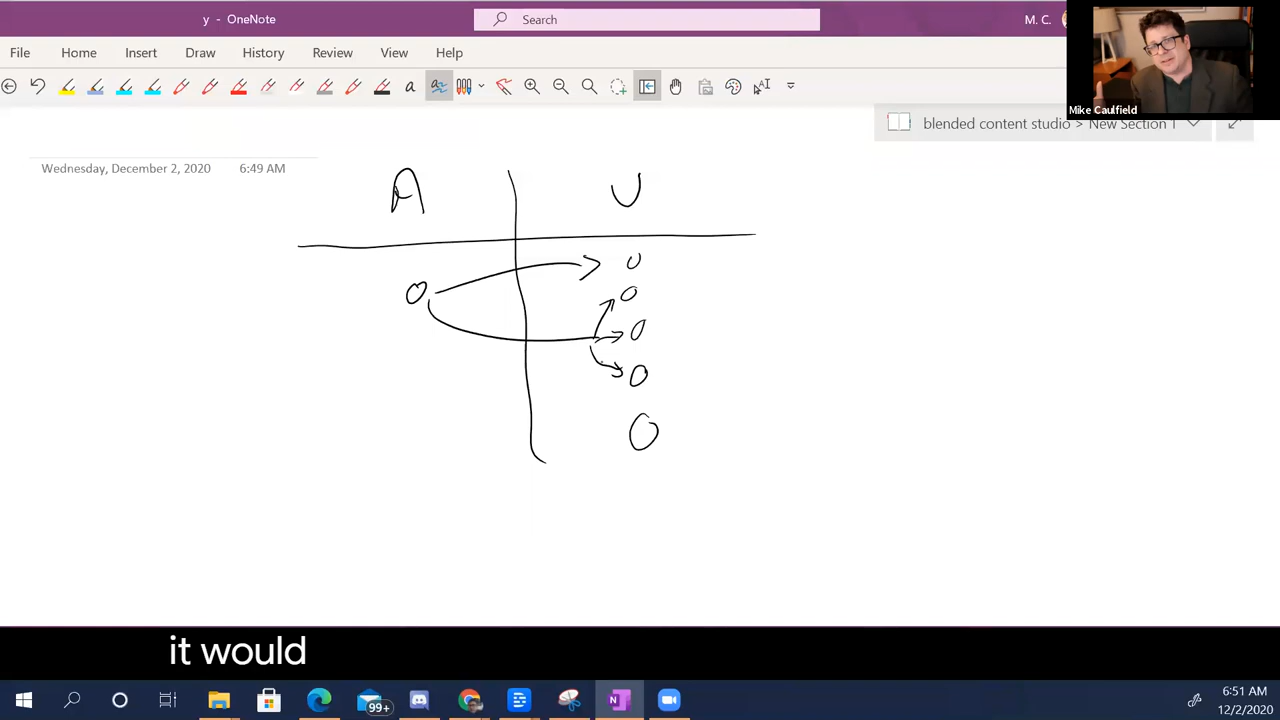 y - OneNote
Search
M. C.
File Home Insert Draw History Review View Help
Mike Caulfield
blended content studio > New Section 1
Wednesday, December 2, 2020 6:49 AM
A U
it would
99+
6:51 AM
12/2/2020